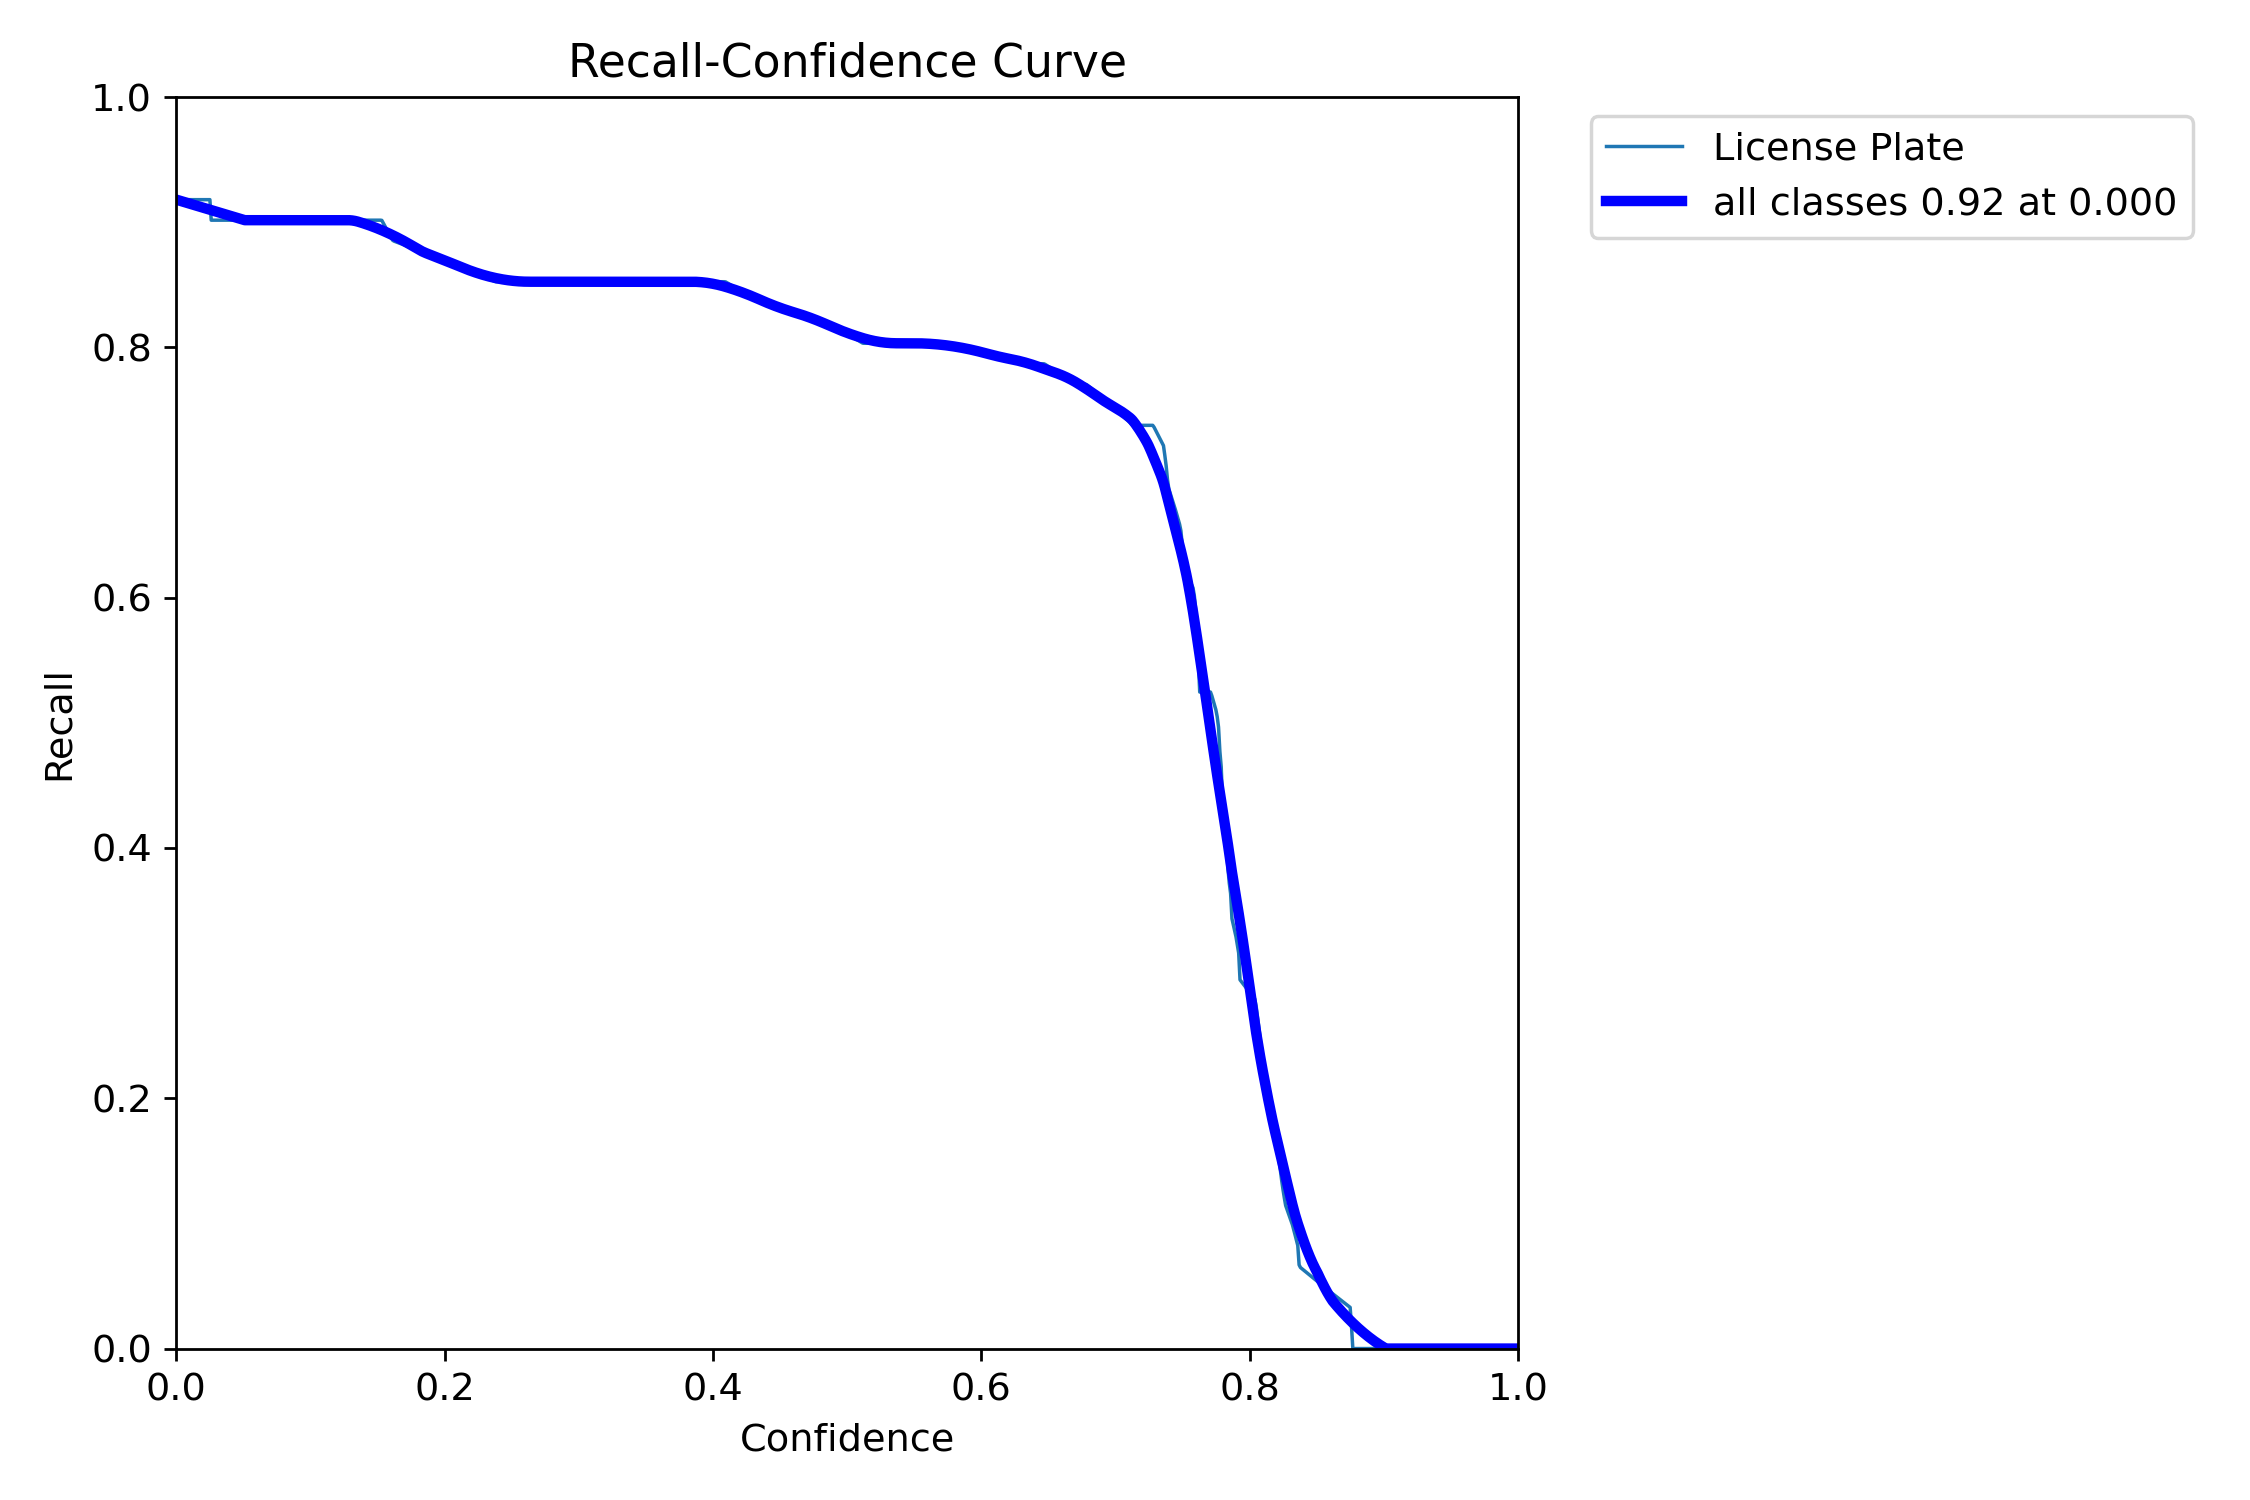 Recall-Confidence Curve
License Plate
all classes 0.92 at 0.000
1.0
0.8
0.6
0.4
0.2
0.0
Recall
0.0 0.2 0.4 0.6 0.8 1.0
Confidence